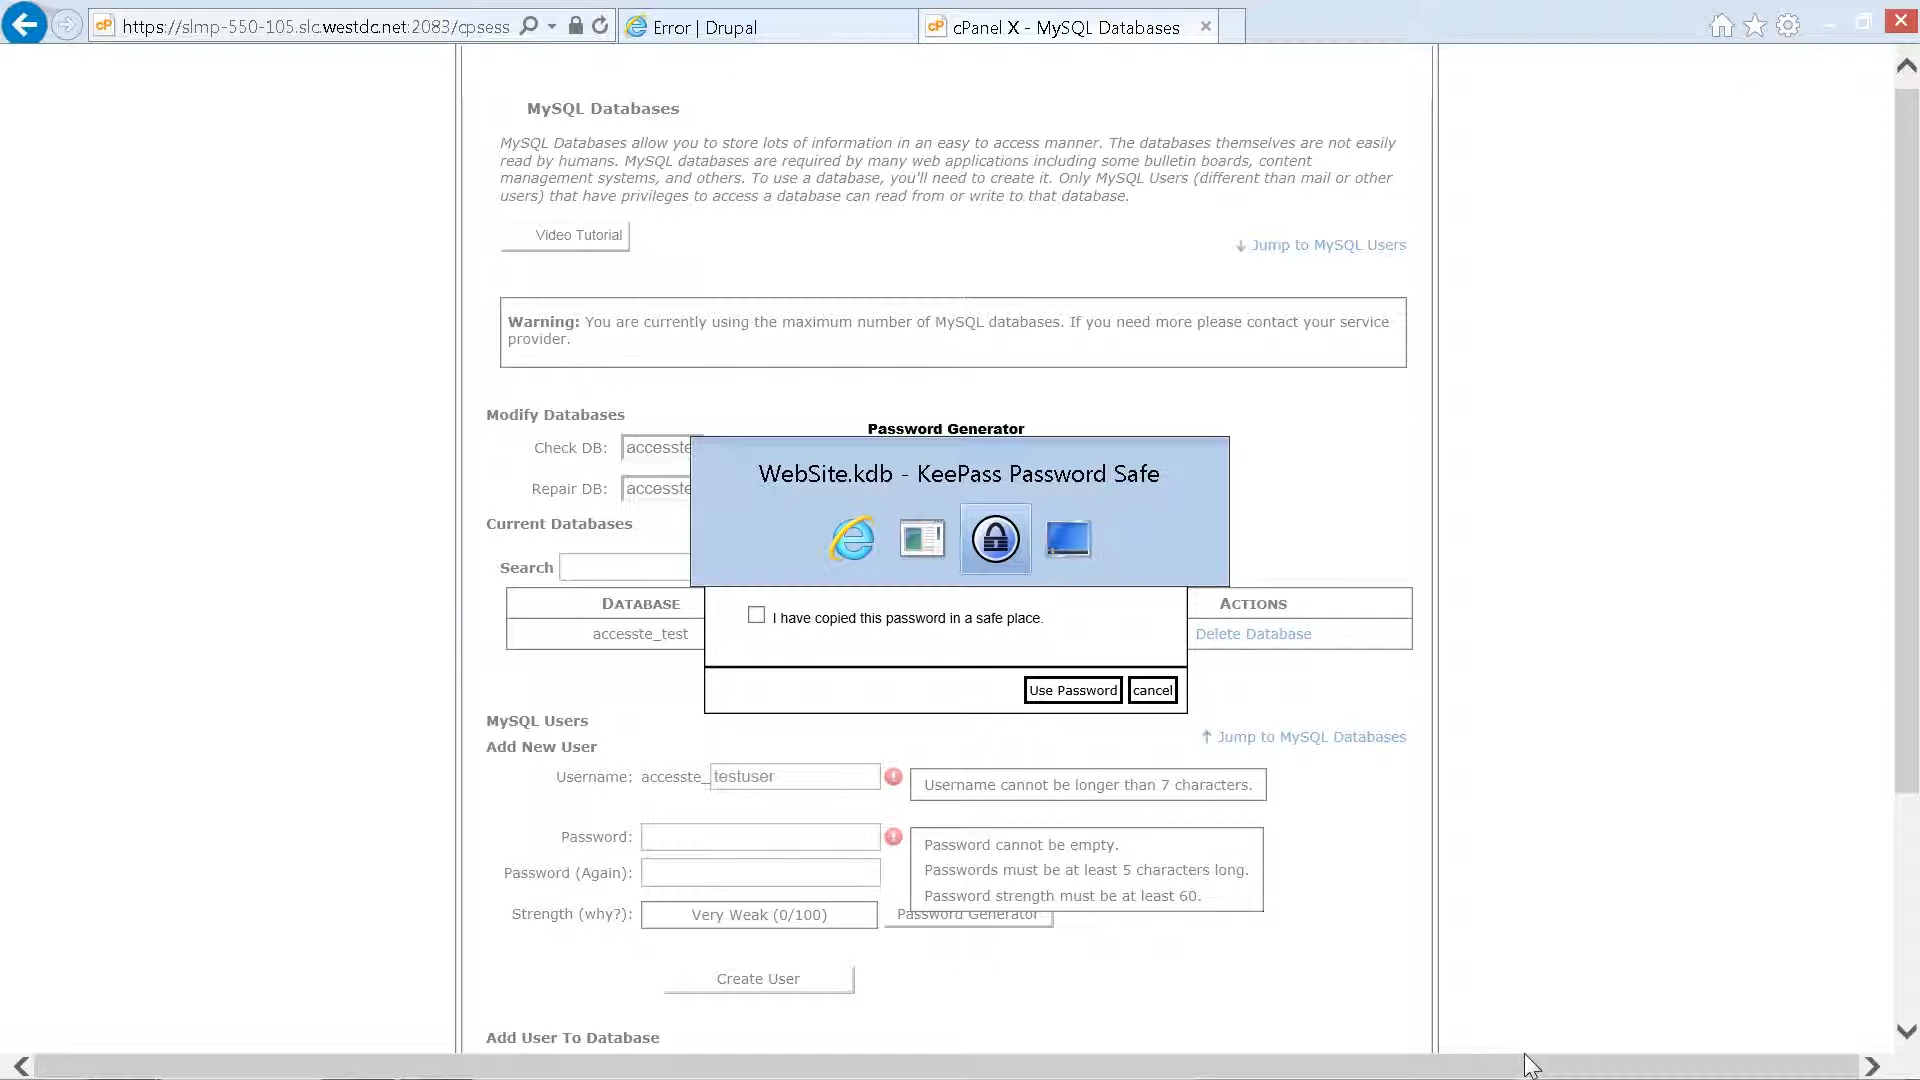 https://slmp-550-105.slc.westdc.net:2083/cpsess
Error | Drupal
cPanel X - MySQL Databases
MySQL Databases
MySQL Databases allow you to store lots of information in an easy to access manner. The databases themselves are not easily
read by humans. MySQL databases are required by many web applications including some bulletin boards, content
management systems, and others. To use a database, you'll need to create it. Only MySQL Users (different than mail or other
users) that have privileges to access a database can read from or write to that database.
Video Tutorial
Jump to MySQL Users
Warning: You are currently using the maximum number of MySQL databases. If you need more please contact your service
provider.
Modify Databases
Password Generator
Check DB: accesste
WebSite.kdb - KeePass Password Safe
Repair DB: accesste
Current Databases
Search
DATABASE
ACTIONS
I have copied this password in a safe place.
accesste_test
Delete Database
Use Password
cancel
MySQL Users
Jump to MySQL Databases
Add New User
Username: accesste_testuser
Username cannot be longer than 7 characters.
Password:
Password cannot be empty.
Passwords must be at least 5 characters long.
Password strength must be at least 60.
Password (Again):
Strength (why?): Very Weak (0/100)
Password Generator
Create User
Add User To Database